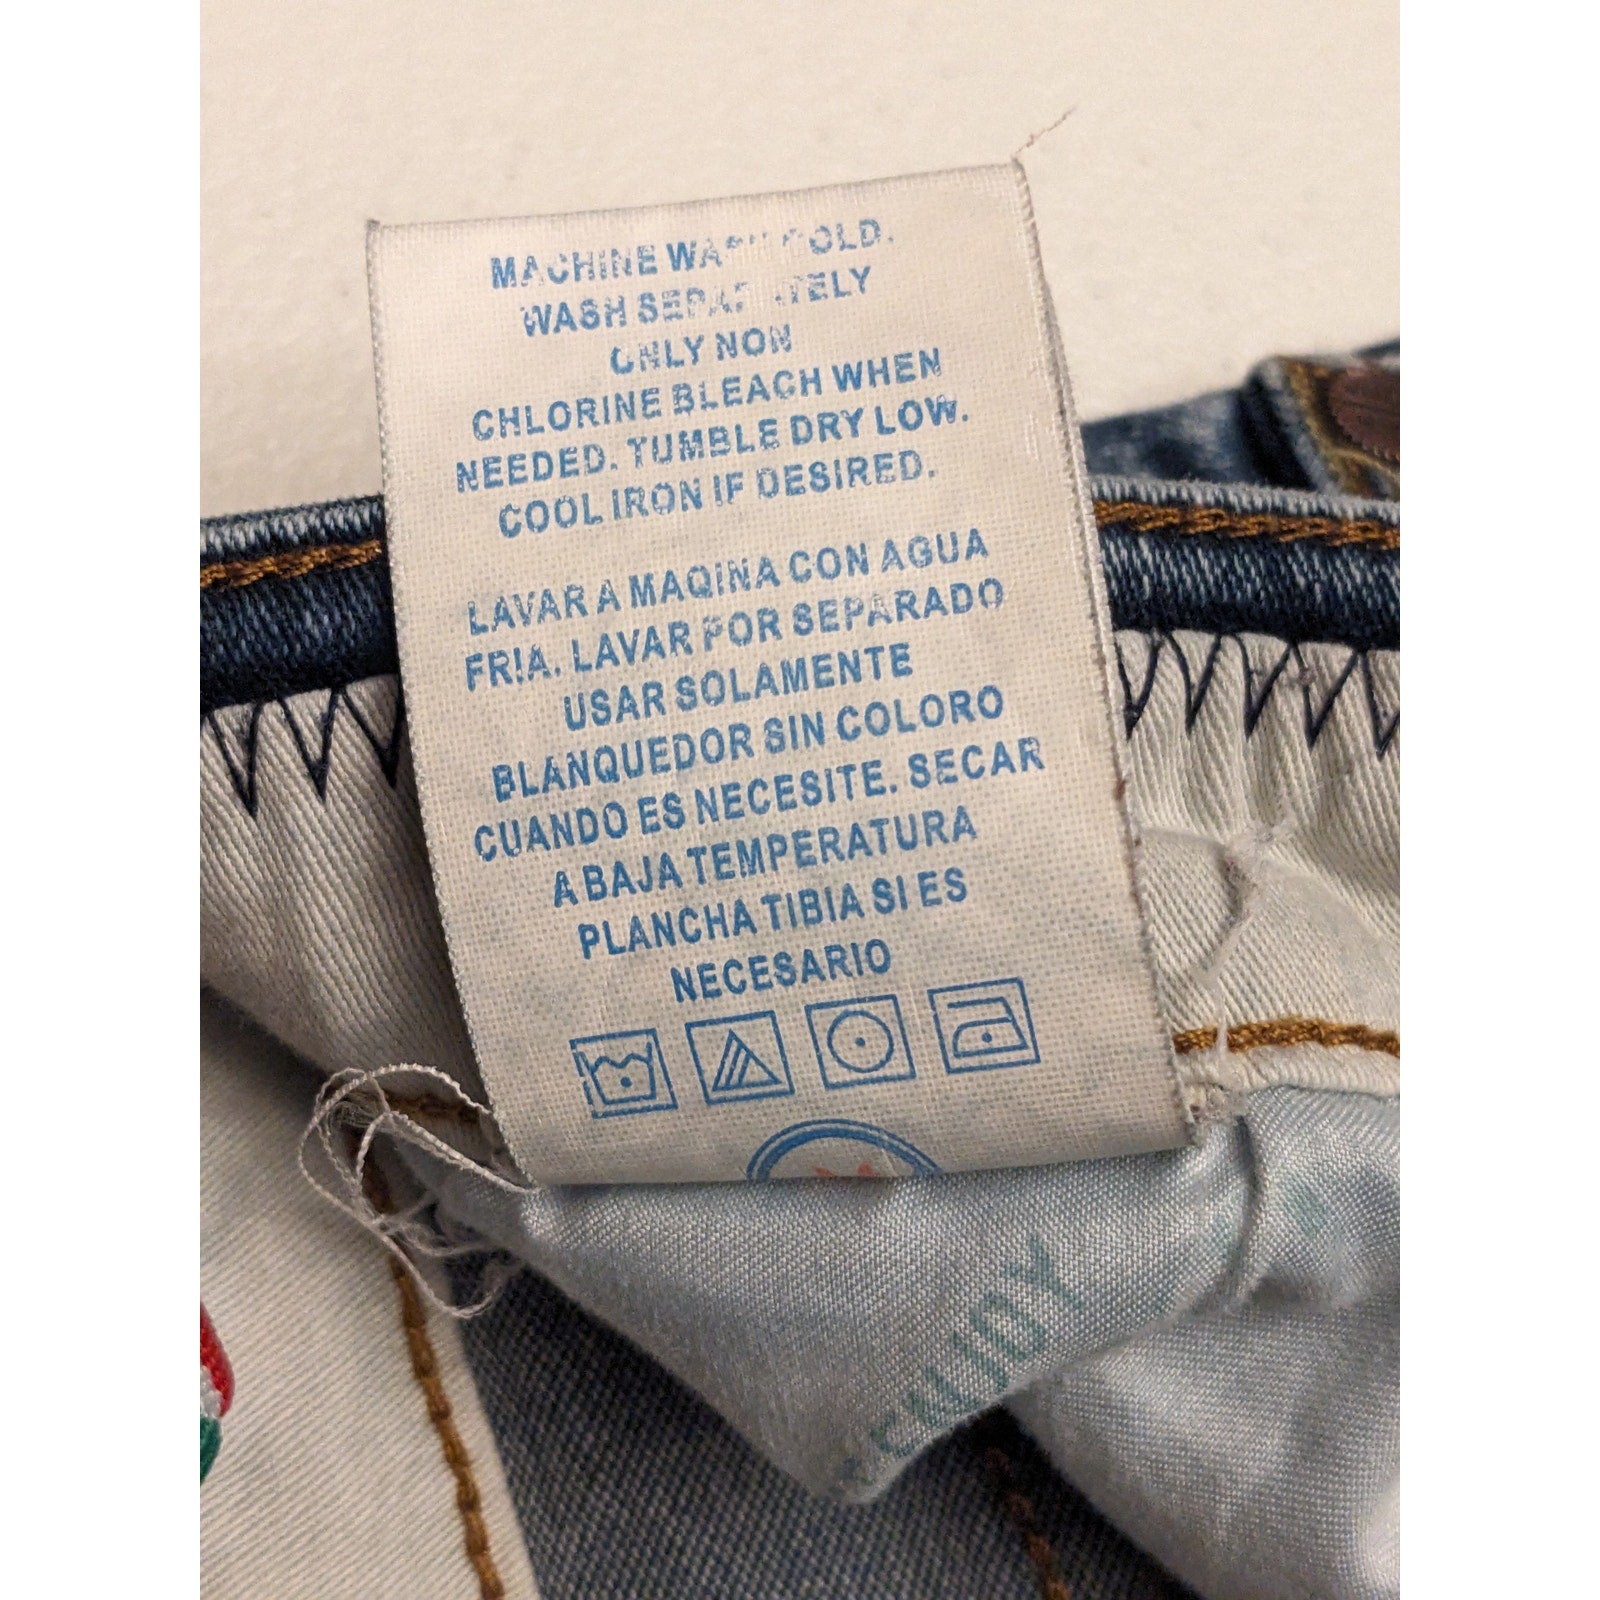 MACHINE WASH COLD.
WASH SEPARATELY
ONLY NON
CHLORINE BLEACH WHEN
NEEDED. TUMBLE DRY LOW.
COOL IRON IF DESIRED.
LAVAR A MAQINA CON AGUA
FRIA. LAVAR POR SEPARADO
USAR SOLAMENTE
BLANQUEDOR SIN COLORO
CUANDO ES NECESITE. SECAR
A BAJA TEMPERATURA
PLANCHA TIBIA SI ES
NECESARIO